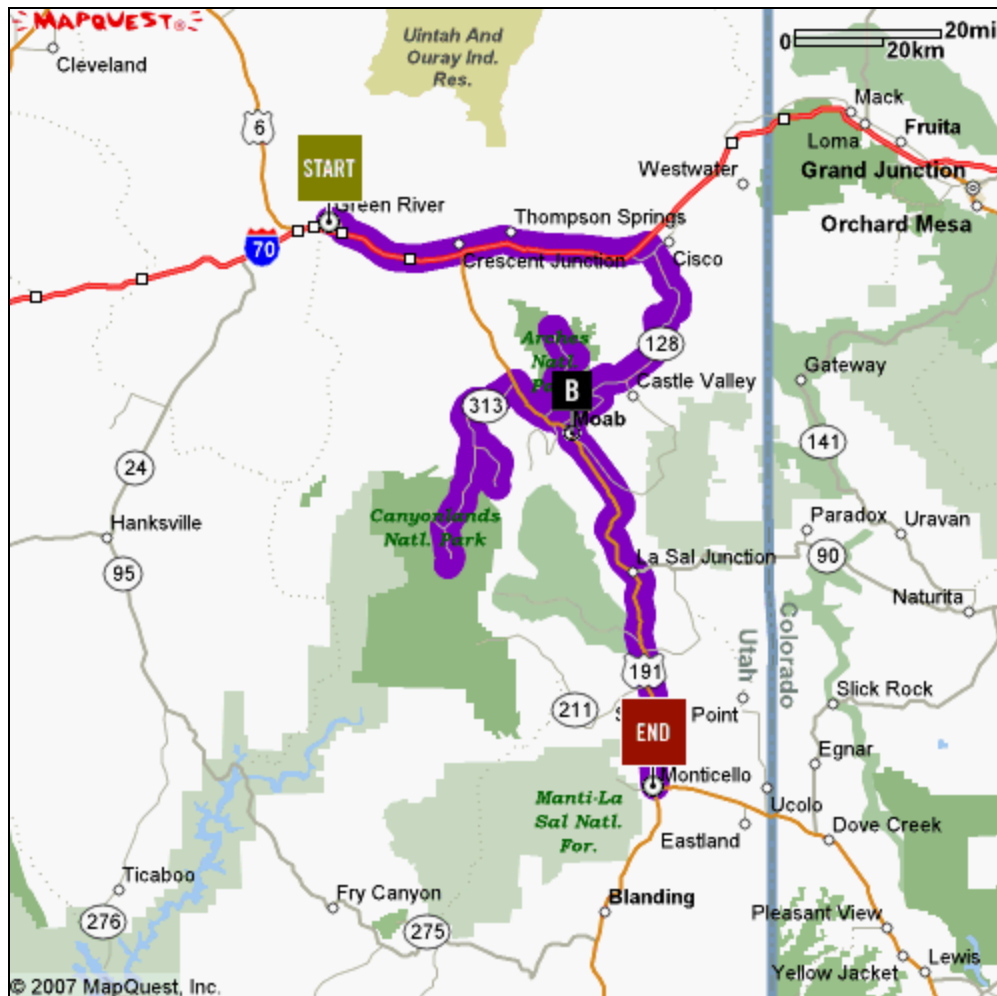 MAPQUEST®
Cleveland
Uintah And
Ouray Ind.
Res.
0
20mi
20km
6
Mack
Loma
Fruita
Westwater
Grand Junction
Orchard Mesa
START
Green River
Thompson Springs
70
Crescent Junction
Cisco
Arches
Natl.
128
B
Castle Valley
Gateway
313
Moab
141
24
Canyonlands
Natl. Park
Hanksville
Paradox
Uravan
La Sal Junction
90
95
Naturita
Utah
Colorado
191
Slick Rock
211
Point
END
Egnar
Monticello
Ucolo
Manti-La
Sal Natl.
For.
Eastland
Dove Creek
Ticaboo
Fry Canyon
Blanding
276
275
Pleasant View
Yellow Jacket
Lewis
© 2007 MapQuest, Inc.